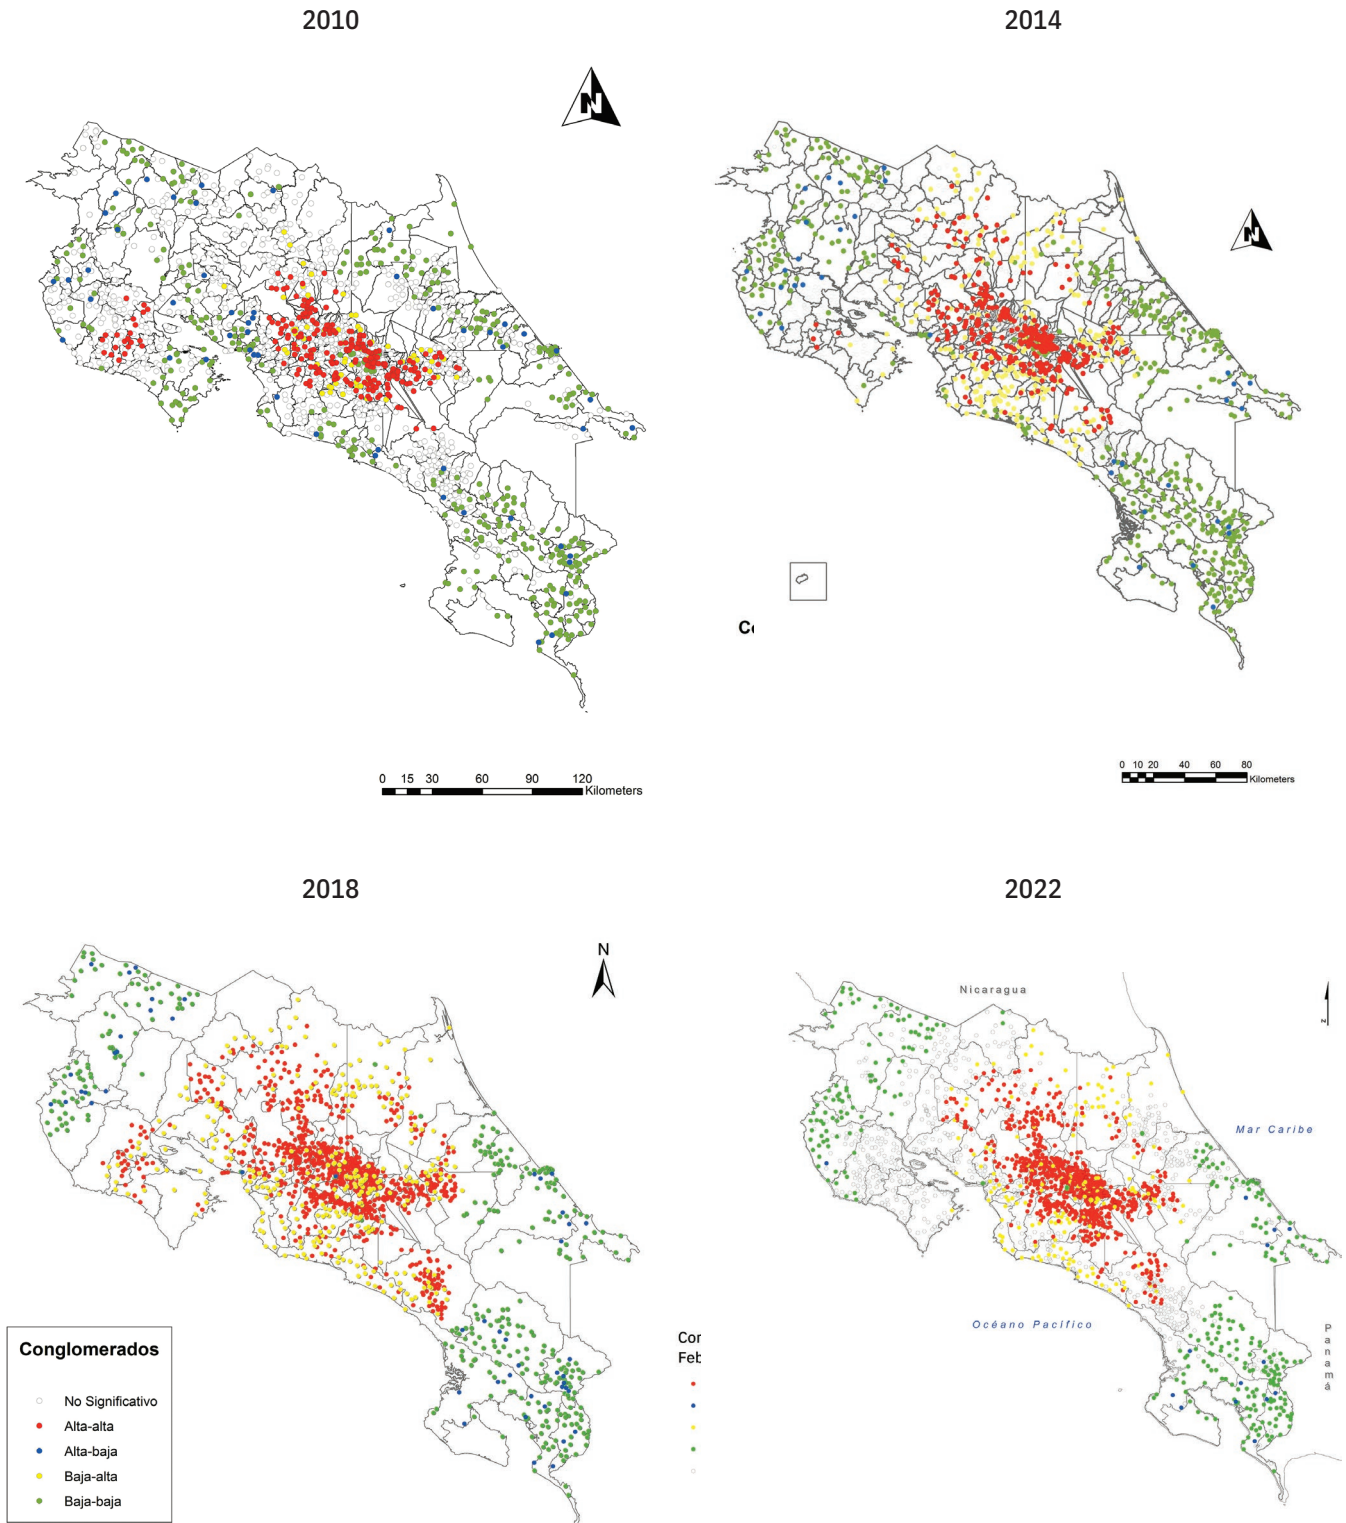 2010
2014
N
N
0 15 30 60 90 120
Kilometers
0 10 20 40 60 80
Kilometers
2018
2022
N
N
Nicaragua
Mar Caribe
Océano Pacífico
Panamá
Conglomerados
No Significativo
Alta-alta
Alta-baja
Baja-alta
Baja-baja